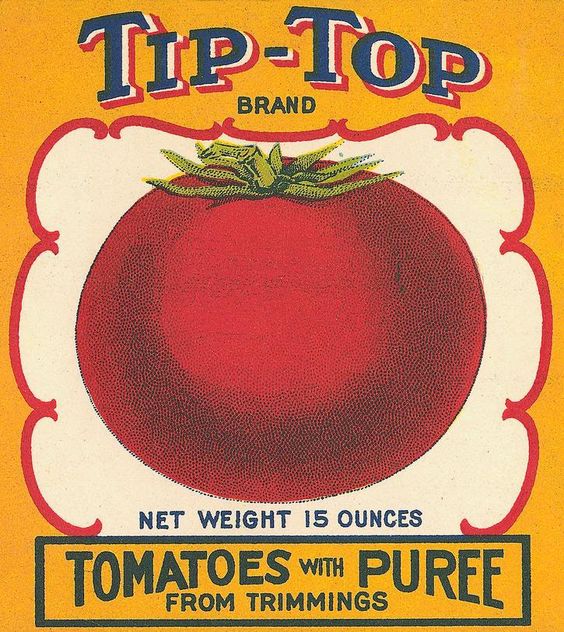 TIP-TOP
BRAND
NET WEIGHT 15 OUNCES
TOMATOES WITH PUREE
FROM TRIMMINGS